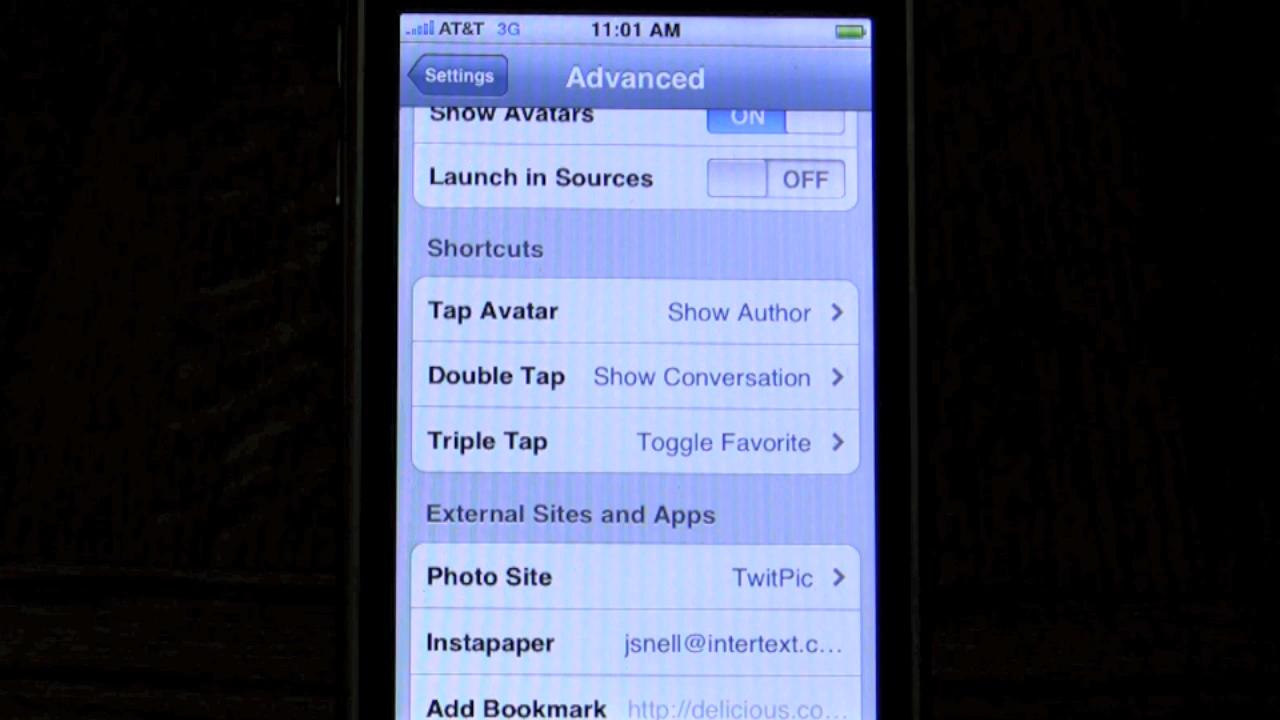 AT&T 3G 11:01 AM
Settings Advanced
Show Avatars ON
Launch in Sources OFF
Shortcuts
Tap Avatar Show Author
Double Tap Show Conversation
Triple Tap Toggle Favorite
External Sites and Apps
Photo Site TwitPic
Instapaper jsnell@intertext.c...
Add Bookmark http://delicious.co...